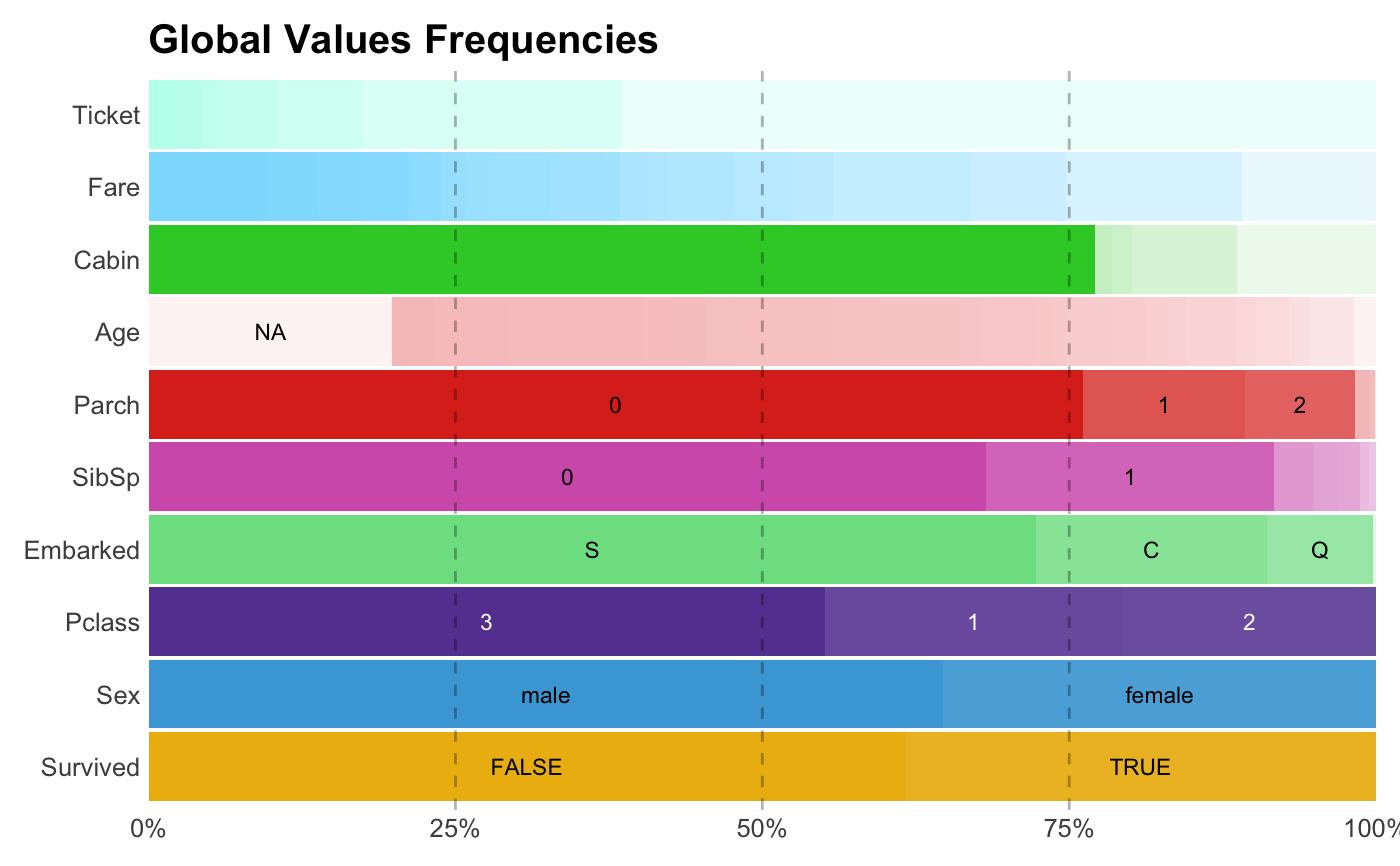 Global Values Frequencies
Ticket
Fare
Cabin
Age NA
Parch 0 1 2
SibSp 0 1
Embarked S C Q
Pclass 3 1 2
Sex male female
Survived FALSE TRUE
0% 25% 50% 75% 100%